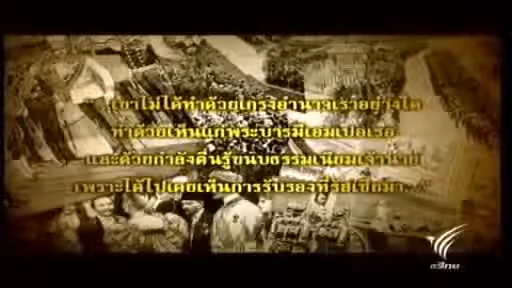 "เขาไม่ได้ทำด้วยเกรงอำนาจเราอย่างใด
ทำด้วยเห็นแก่พระบารมีเอมเปอเรอ
และด้วยกำลังตื่นรู้ขนบธรรมเนียมเจ้านาย
เพราะได้ไปเคยเห็นการรับรองที่รัสเซียมา..."
ทีวีไทย